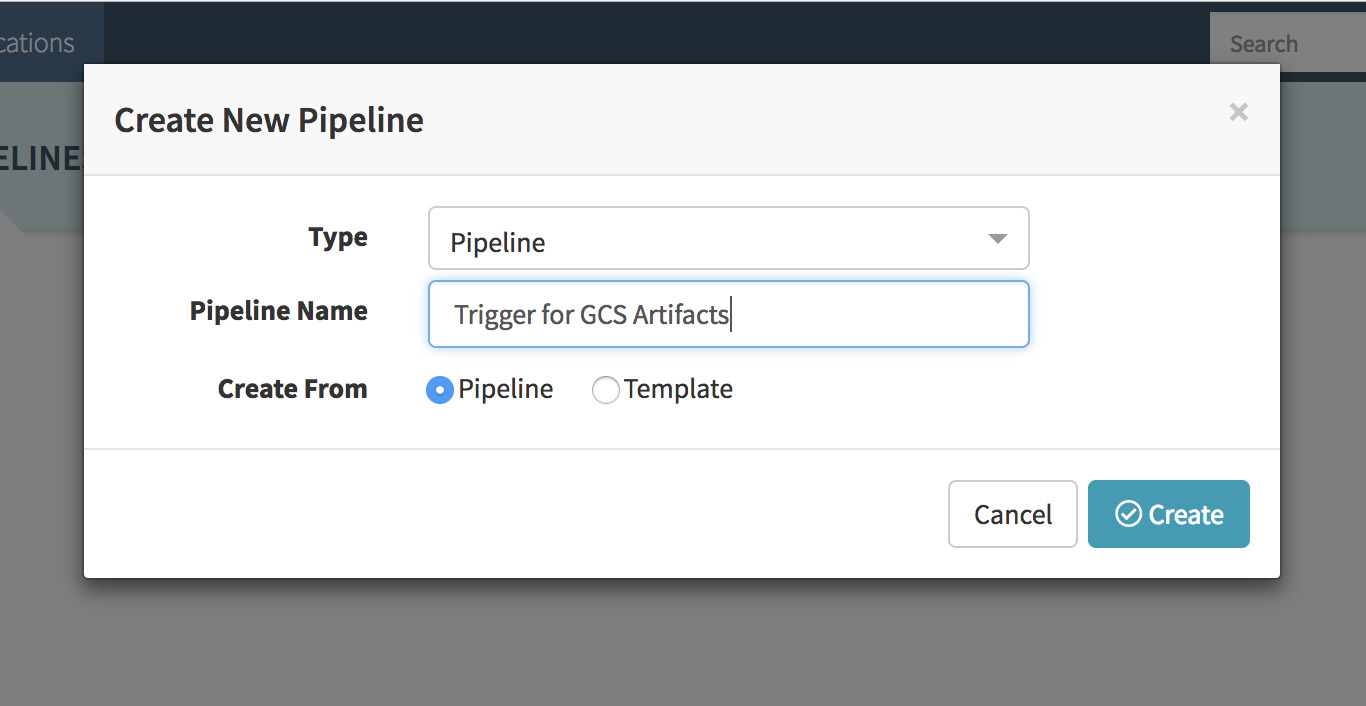 cations
Search
Create New Pipeline
ELINE
Type
Pipeline
Pipeline Name
Trigger for GCS Artifacts
Create From
Pipeline Template
Cancel
Create